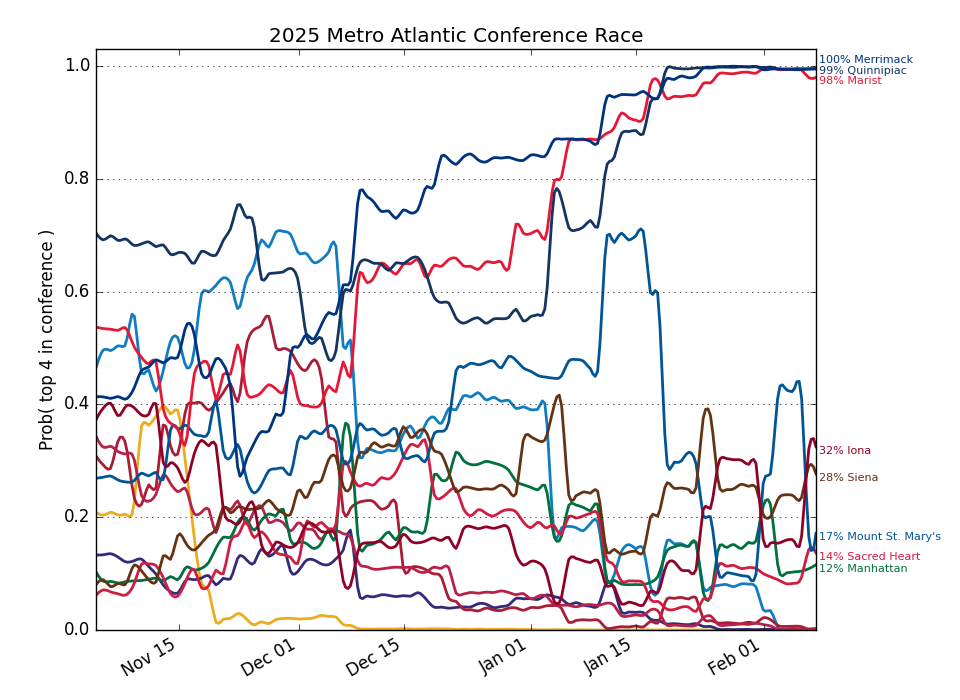 2025 Metro Atlantic Conference Race
Prob( top 4 in conference )
1.0
0.8
0.6
0.4
0.2
0.0
Nov 15
Dec 01
Dec 15
Jan 01
Jan 15
Feb 01
100% Merrimack
99% Quinnipiac
98% Marist
32% Iona
28% Siena
17% Mount St. Mary's
14% Sacred Heart
12% Manhattan